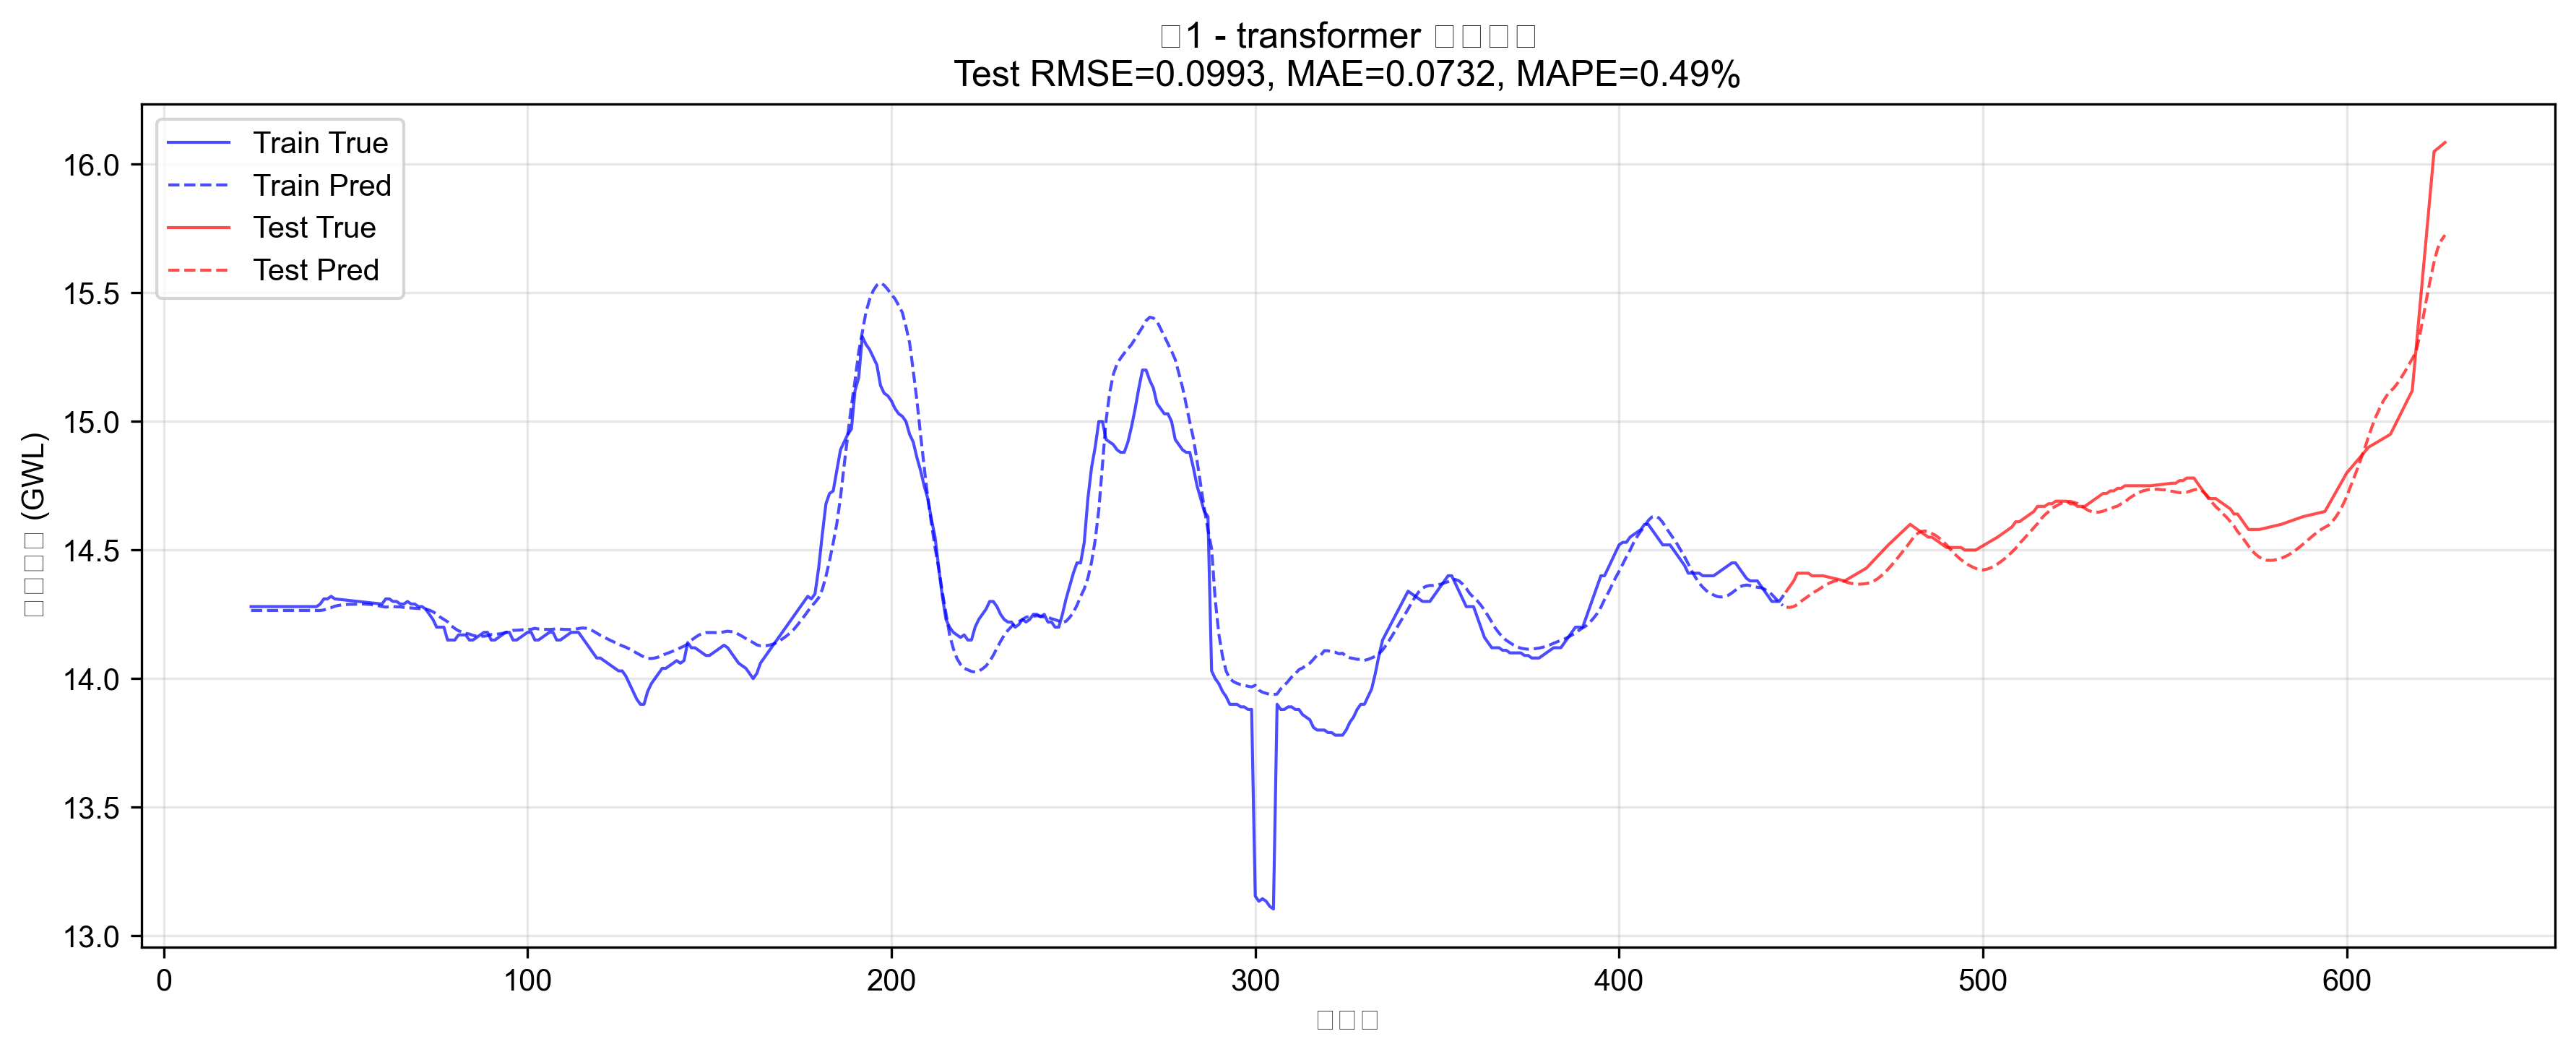 1 - transformer
Test RMSE=0.0993, MAE=0.0732, MAPE=0.49%
Train True
Train Pred
Test True
Test Pred
(GWL)
16.0
15.5
15.0
14.5
14.0
13.5
13.0
0
100
200
300
400
500
600